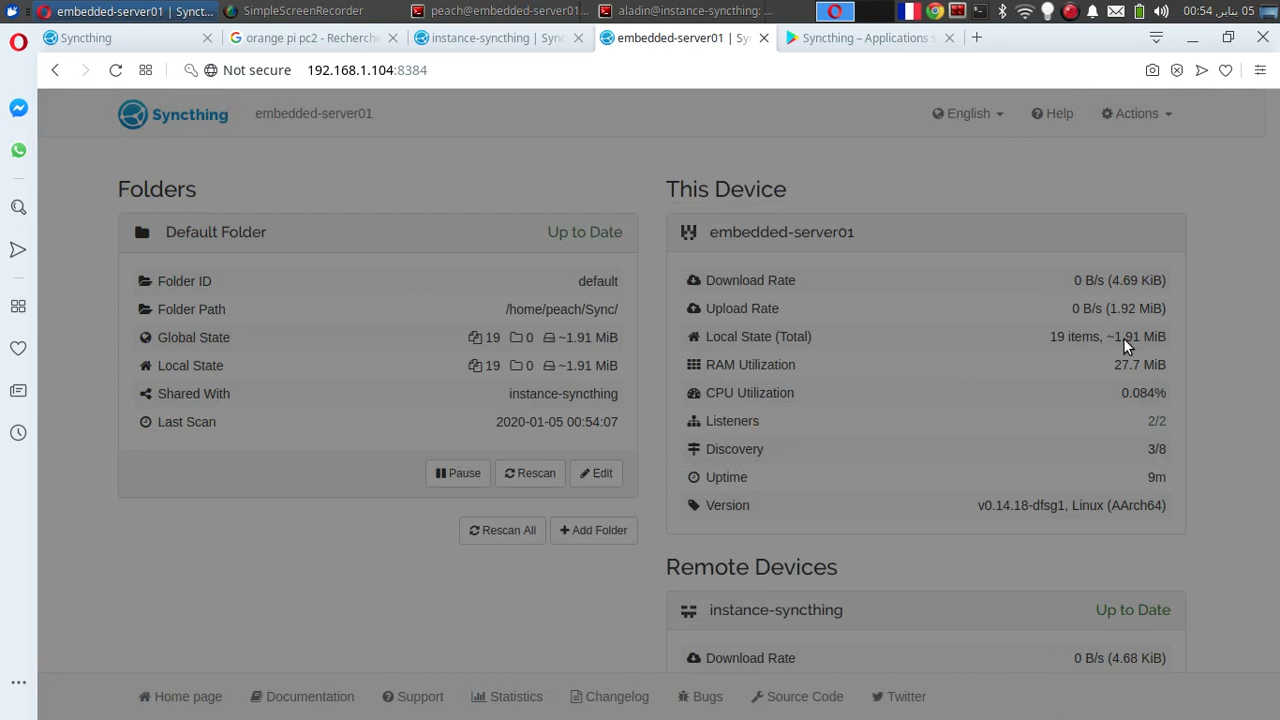 embedded-server01 | Synct...
SimpleScreenRecorder
peach@embedded-server01...
aladin@instance-syncthing: ...
05 يناير, 00:54
Syncthing
orange pi pc2 - Recherche
instance-syncthing | Sync
embedded-server01 | Sy
Syncthing – Applications s
Not secure 192.168.1.104:8384
Syncthing embedded-server01 English Help Actions
Folders
Default Folder Up to Date
Folder ID default
Folder Path /home/peach/Sync/
Global State 19 0 ~1.91 MiB
Local State 19 0 ~1.91 MiB
Shared With instance-syncthing
Last Scan 2020-01-05 00:54:07
Pause Rescan Edit
Rescan All Add Folder
This Device
embedded-server01
Download Rate 0 B/s (4.69 KiB)
Upload Rate 0 B/s (1.92 MiB)
Local State (Total) 19 items, ~1.91 MiB
RAM Utilization 27.7 MiB
CPU Utilization 0.084%
Listeners 2/2
Discovery 3/8
Uptime 9m
Version v0.14.18-dfsg1, Linux (AArch64)
Remote Devices
instance-syncthing Up to Date
Download Rate 0 B/s (4.68 KiB)
Home page Documentation Support Statistics Changelog Bugs Source Code Twitter